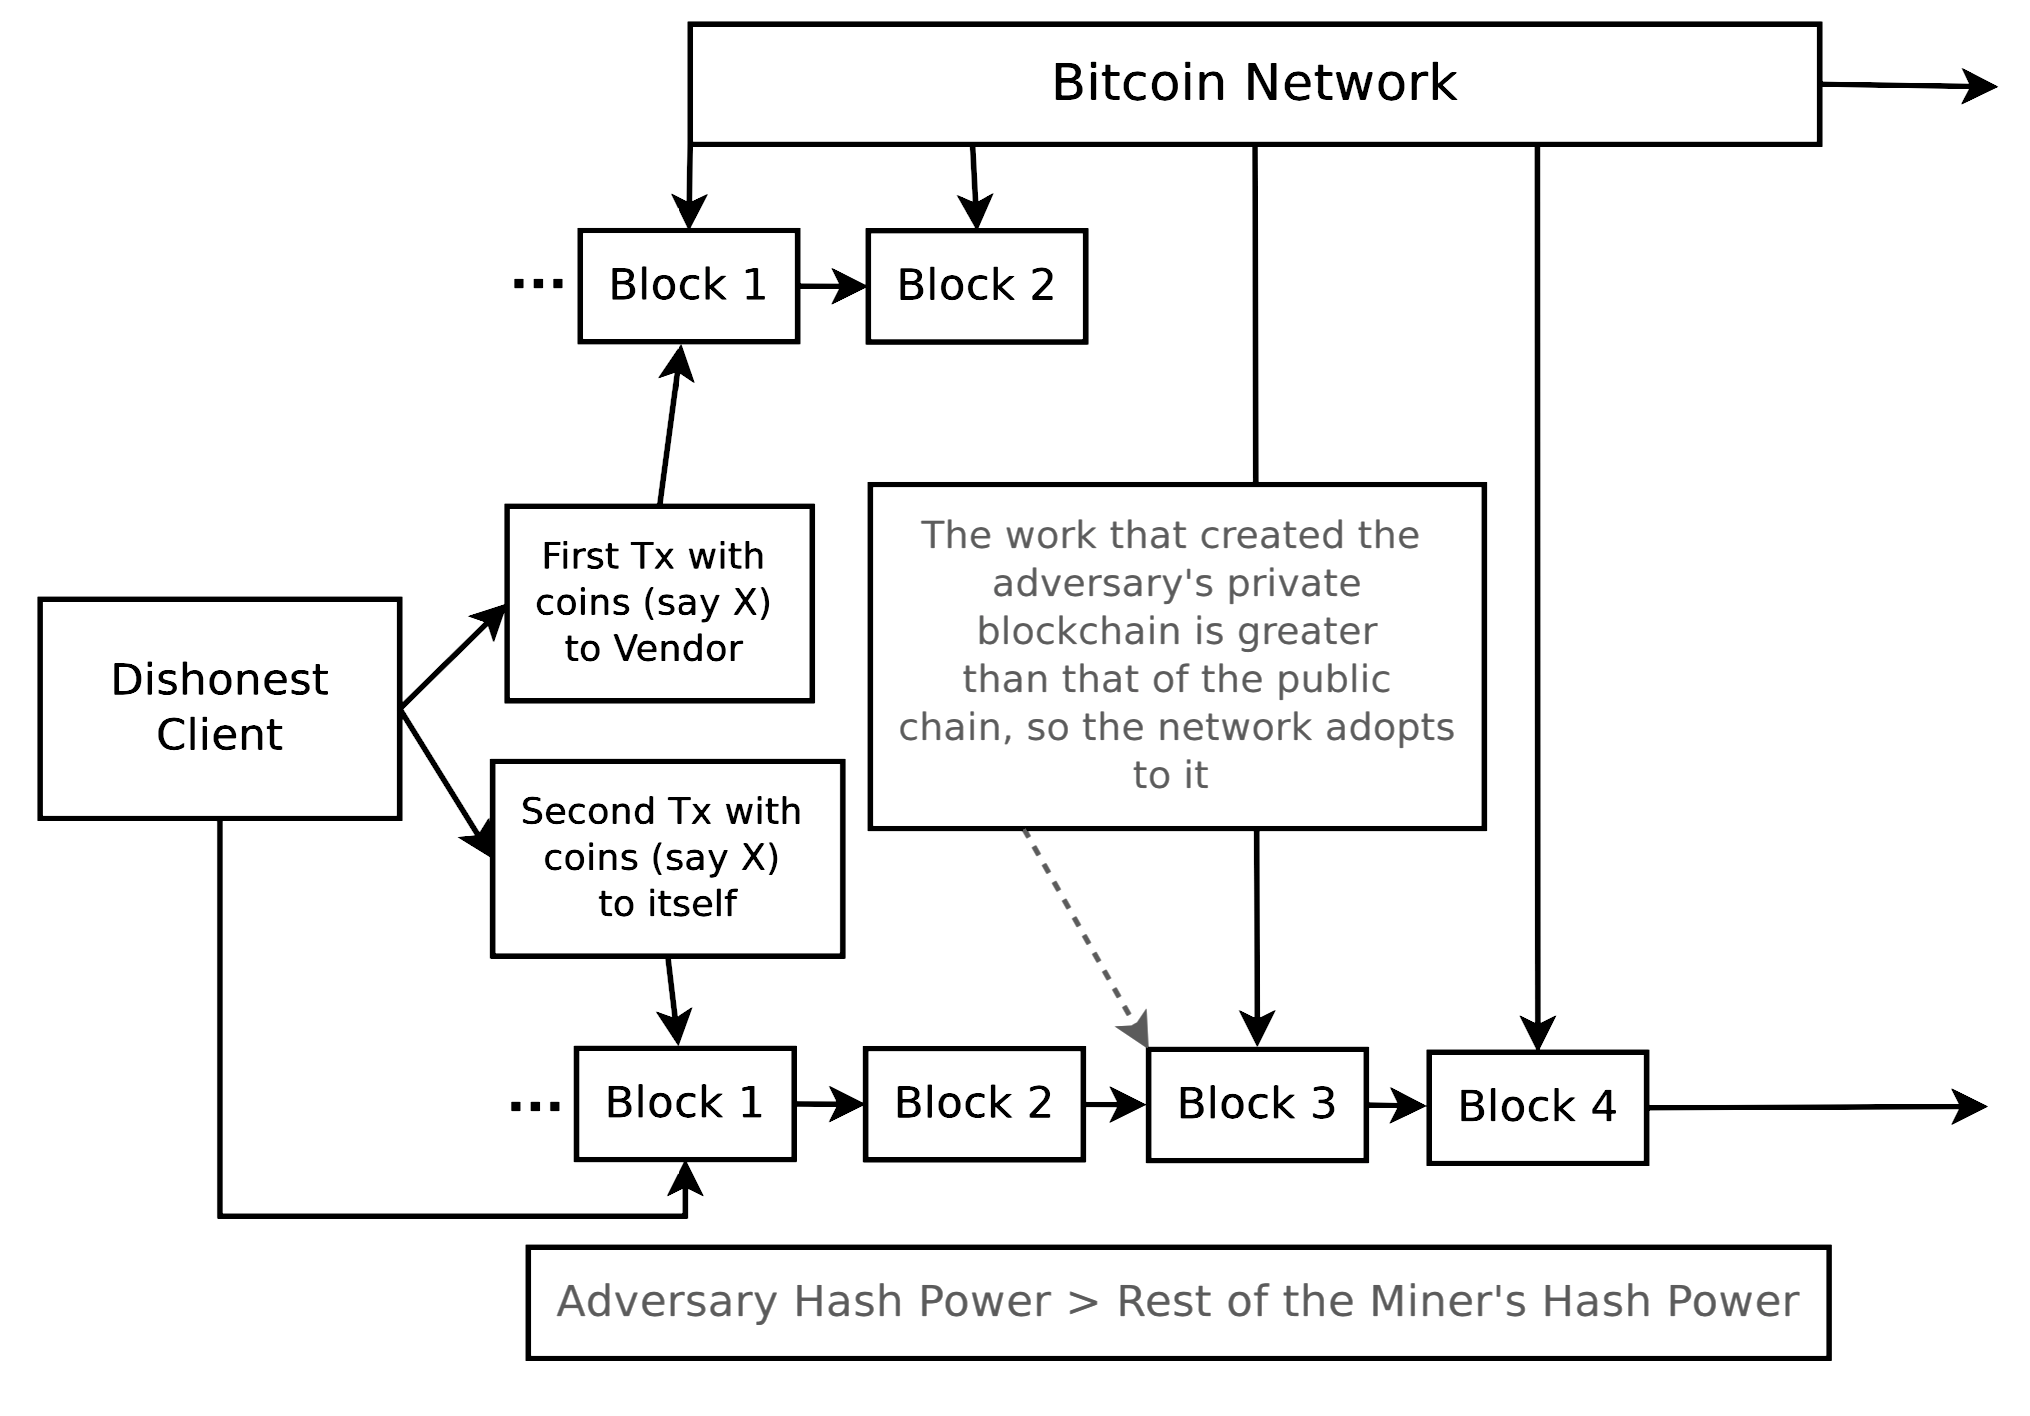 Bitcoin Network
... Block 1
Block 2
First Tx with
coins (say X)
to Vendor
The work that created the
adversary's private
blockchain is greater
than that of the public
chain, so the network adopts
to it
Dishonest
Client
Second Tx with
coins (say X)
to itself
... Block 1
Block 2
Block 3
Block 4
Adversary Hash Power > Rest of the Miner's Hash Power